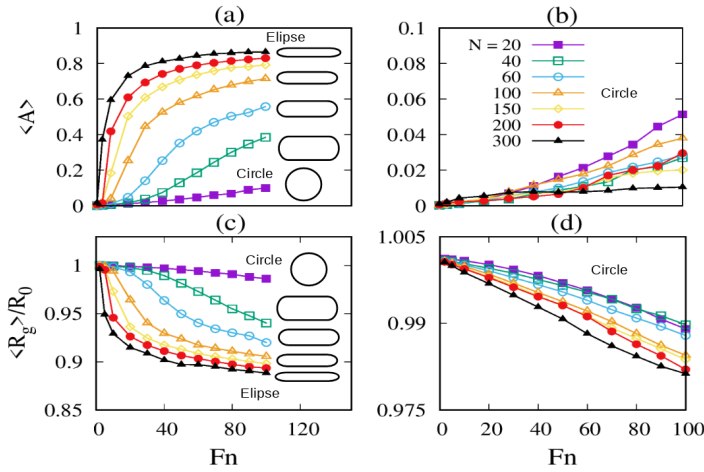 (a)
(b)
1
0.8
0.6
0.4
0.2
0
<A>
Elipse
Circle
0.1
0.08
0.06
0.04
0.02
0
N = 20
40
60
100
150
200
300
Circle
(c)
(d)
1
0.95
0.9
0.85
<Rg>/R0
Circle
Elipse
0 40 80 120
Fn
1.005
0.99
0.975
Circle
0 20 40 60 80 100
Fn